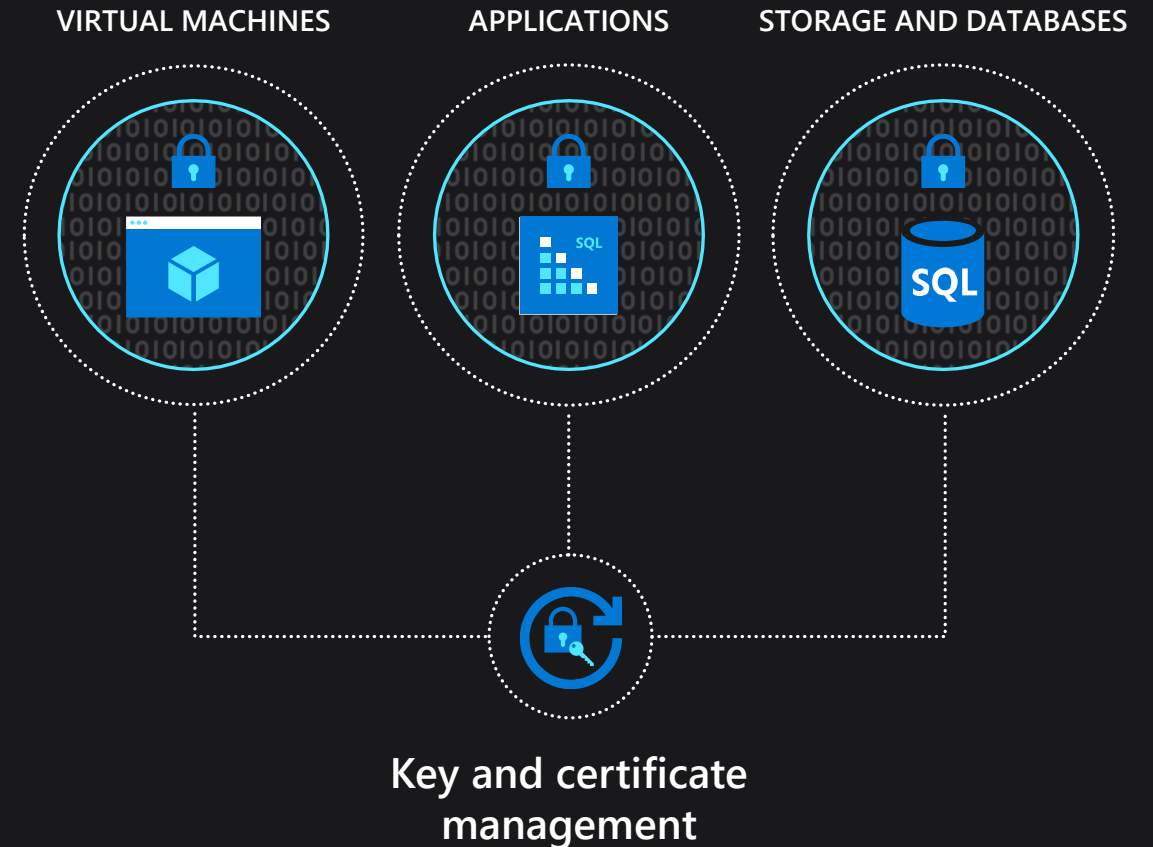 VIRTUAL MACHINES
APPLICATIONS
STORAGE AND DATABASES
SQL
SQL
Key and certificate
management